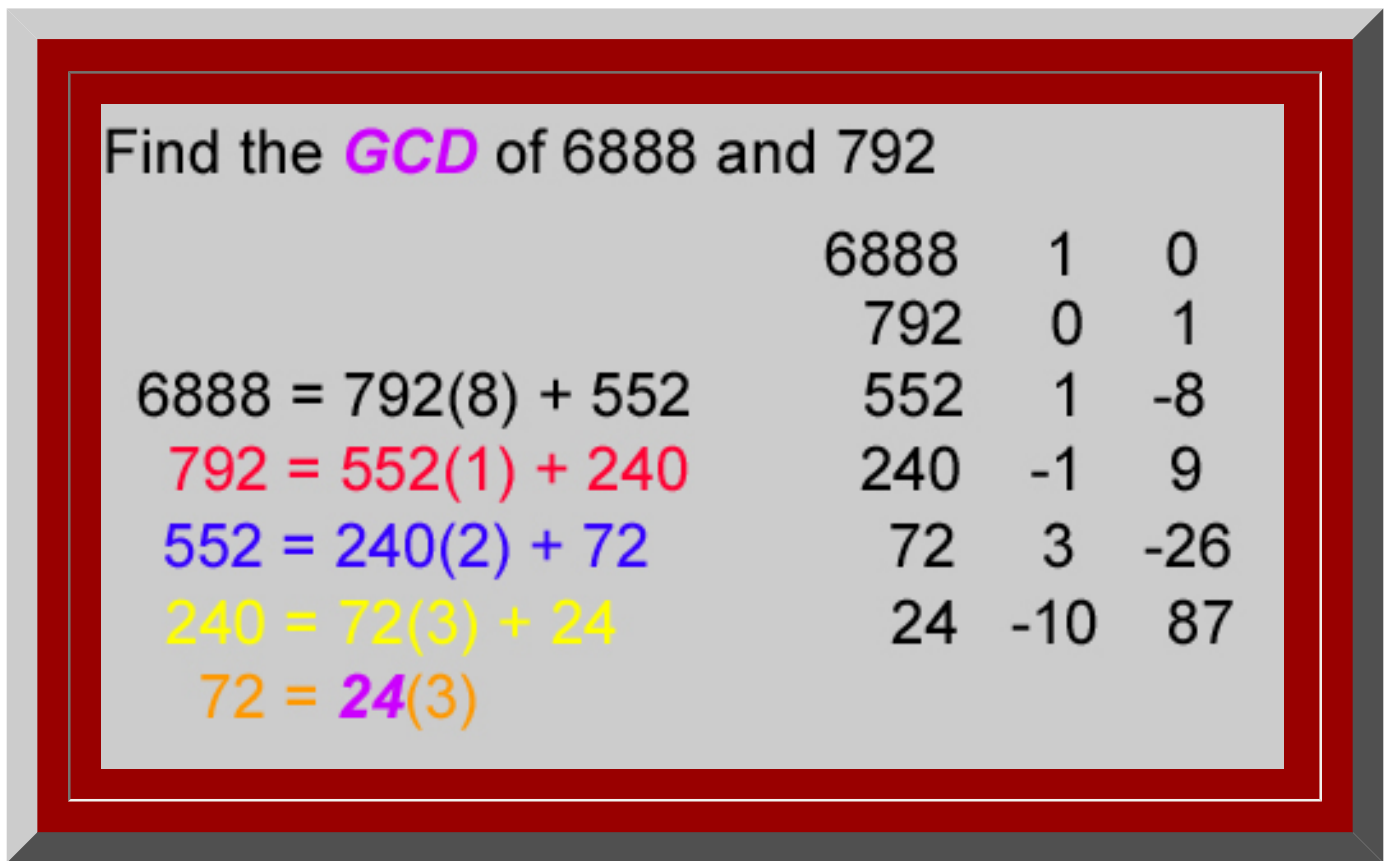 Find the GCD of 6888 and 792
6888 1 0
792 0 1
6888 = 792(8) + 552 552 1 -8
792 = 552(1) + 240 240 -1 9
552 = 240(2) + 72 72 3 -26
240 = 72(3) + 24 24 -10 87
72 = 24(3)